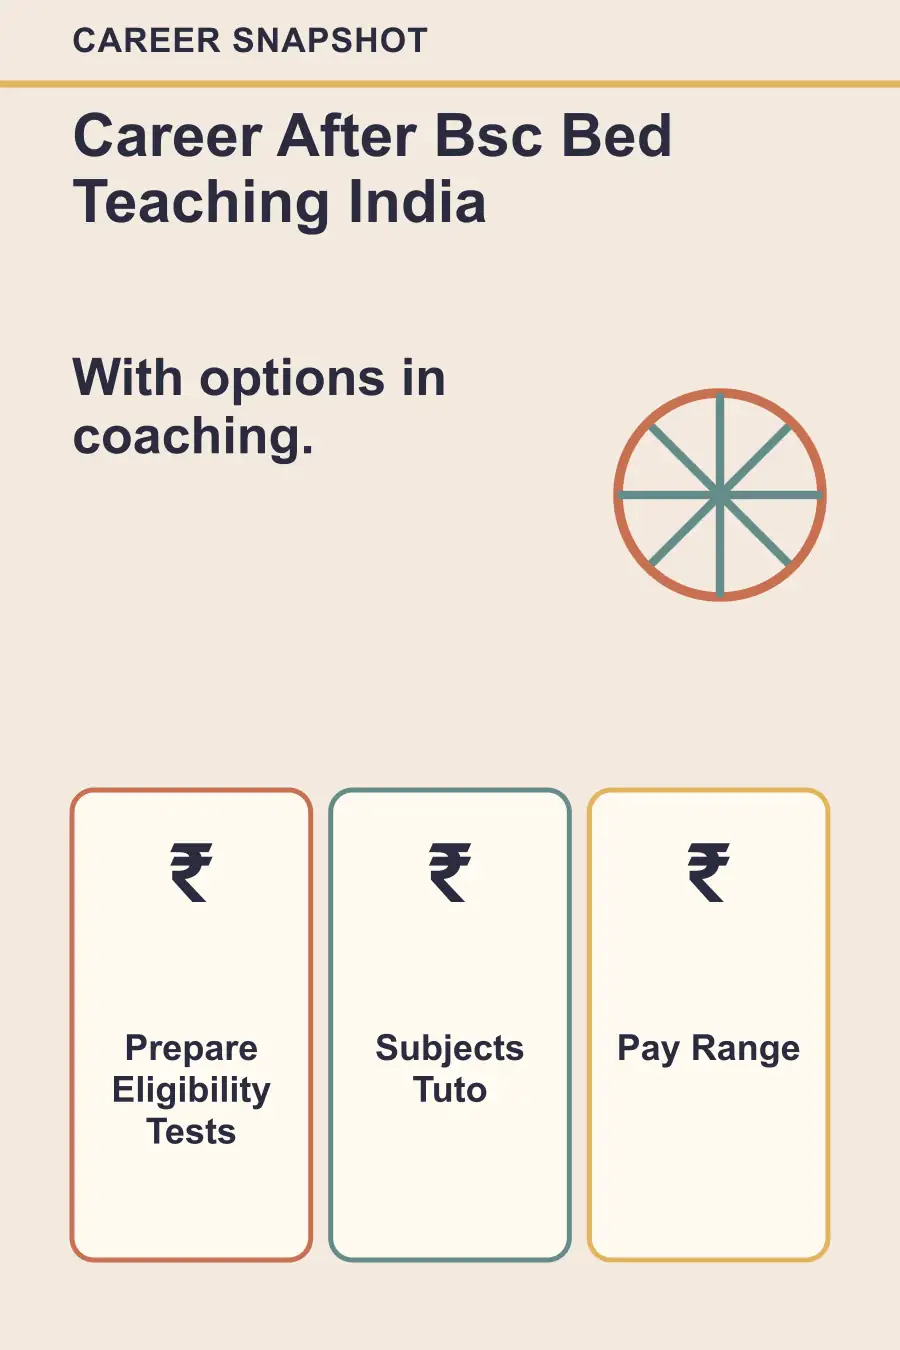 CAREER SNAPSHOT
Career After Bsc Bed
Teaching India
With options in
coaching.
₹
Prepare
Eligibility
Tests
₹
Subjects
Tuto
₹
Pay Range